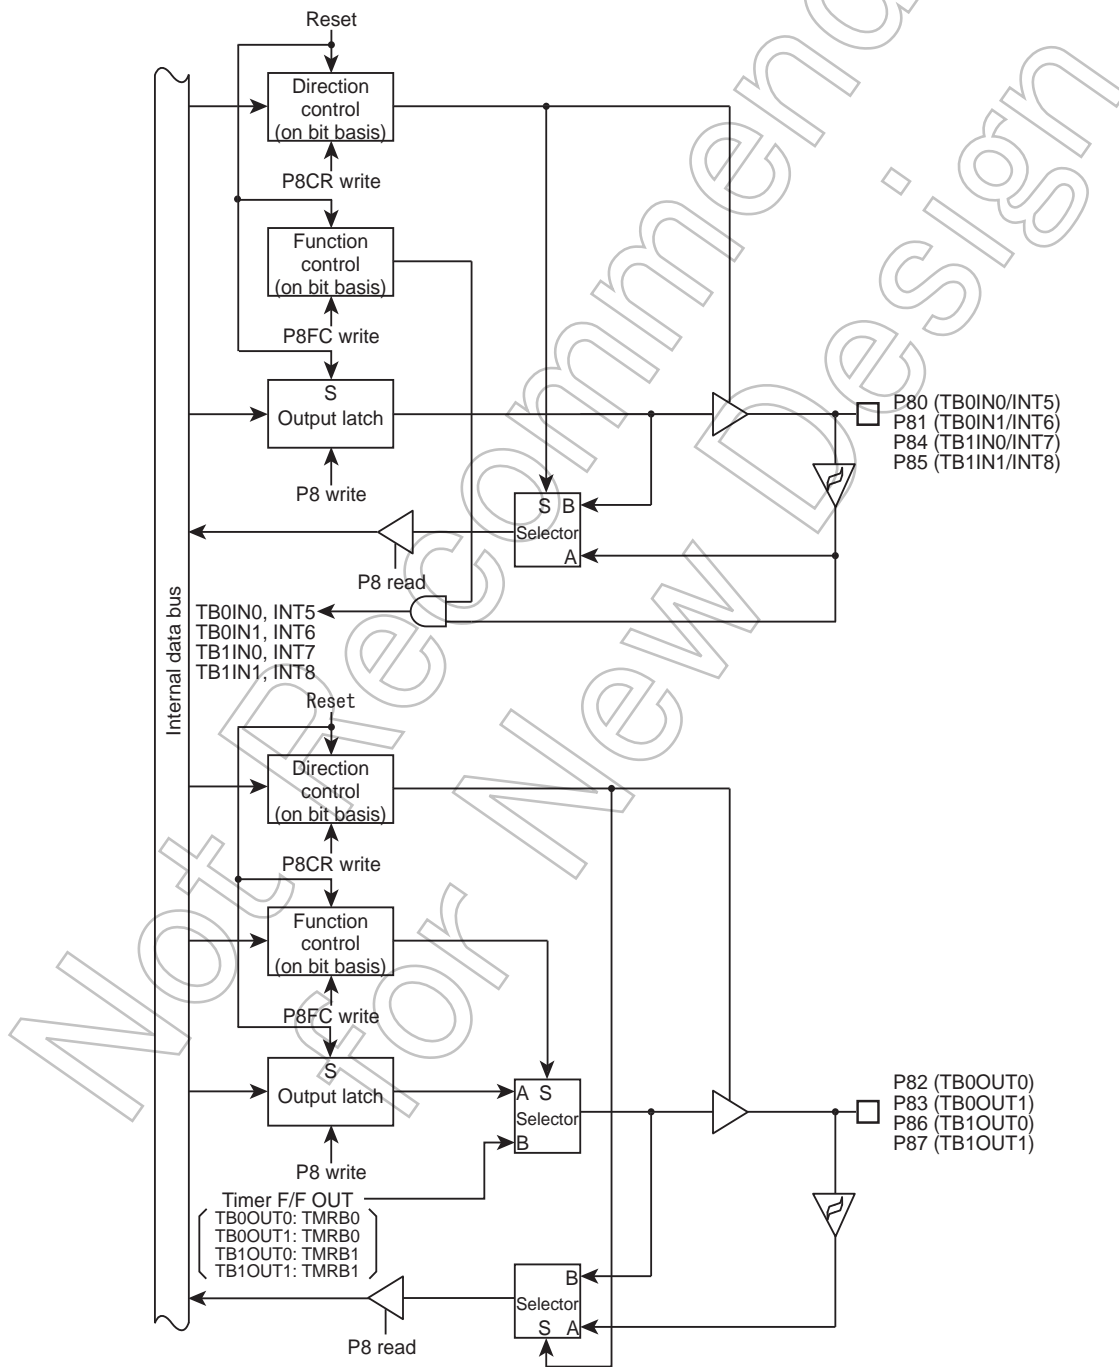 Reset
Direction
control
(on bit basis)
P8CR write
Function
control
(on bit basis)
P8FC write
S
Output latch
P8 write
P80 (TB0IN0/INT5)
P81 (TB0IN1/INT6)
P84 (TB1IN0/INT7)
P85 (TB1IN1/INT8)
S B
Selector
A
P8 read
TB0IN0, INT5
TB0IN1, INT6
TB1IN0, INT7
TB1IN1, INT8
Internal data bus
Reset
Direction
control
(on bit basis)
P8CR write
Function
control
(on bit basis)
P8FC write
S
Output latch
P8 write
A S
Selector
B
P82 (TB0OUT0)
P83 (TB0OUT1)
P86 (TB1OUT0)
P87 (TB1OUT1)
Timer F/F OUT
TB0OUT0: TMRB0
TB0OUT1: TMRB0
TB1OUT0: TMRB1
TB1OUT1: TMRB1
B
Selector
S A
P8 read
Not Recommend
for New Design